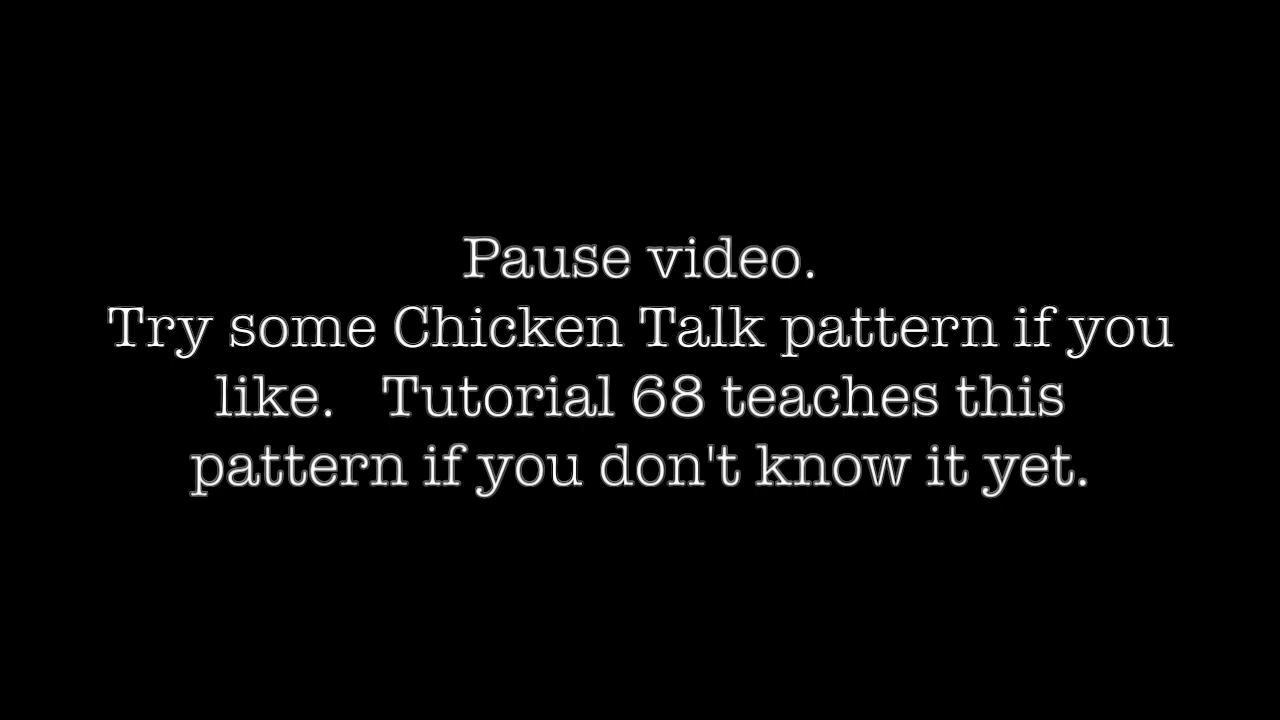 Pause video.
Try some Chicken Talk pattern if you
like.   Tutorial 68 teaches this
pattern if you don't know it yet.